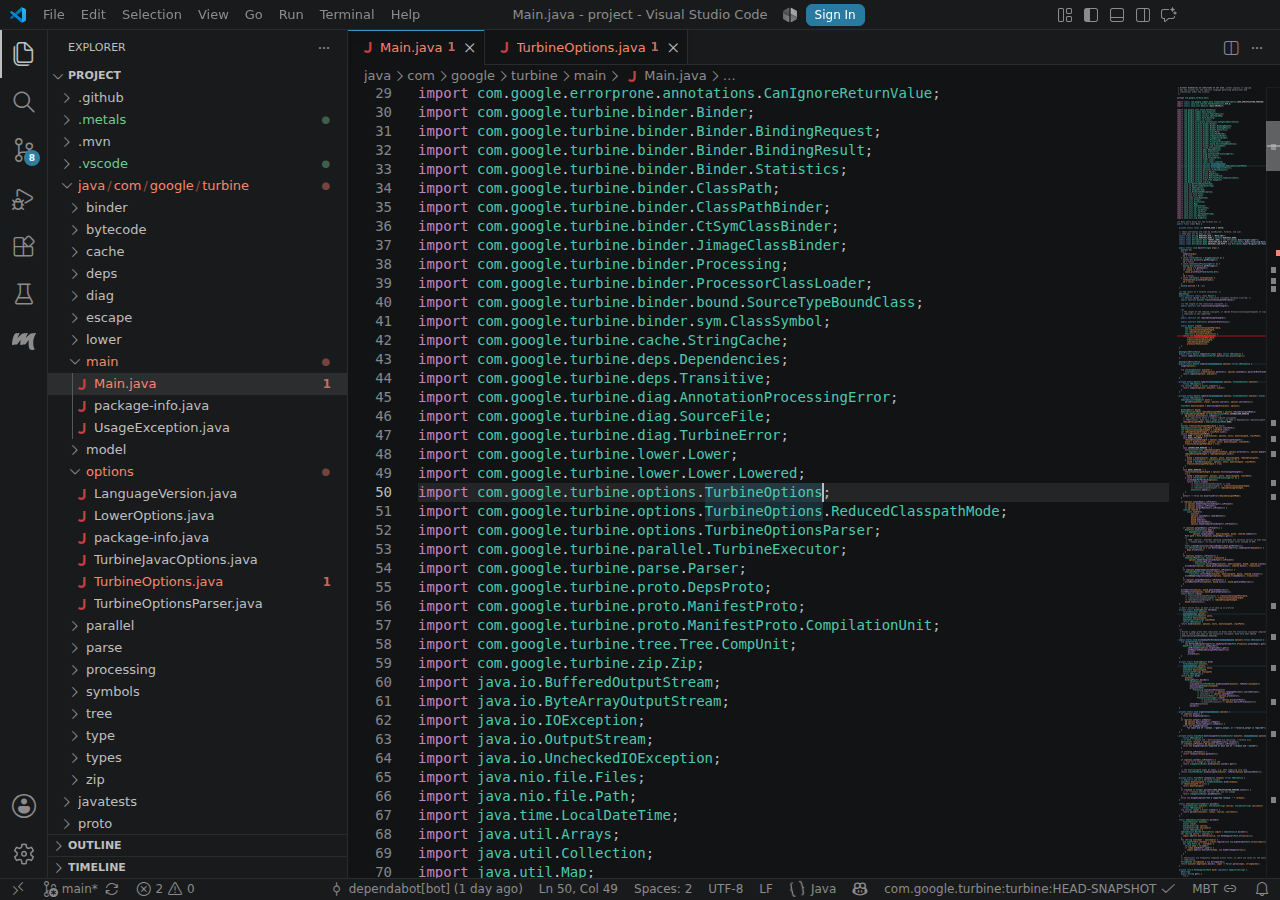 File Edit Selection View Go Run Terminal Help
Main.java - project - Visual Studio Code
Sign In
EXPLORER
PROJECT
.github
.metals
.mvn
.vscode
java/com/google/turbine
binder
bytecode
cache
deps
diag
escape
lower
main
Main.java 1
package-info.java
UsageException.java
model
options
LanguageVersion.java
LowerOptions.java
package-info.java
TurbineJavacOptions.java
TurbineOptions.java 1
TurbineOptionsParser.java
parallel
parse
processing
symbols
tree
type
types
zip
javatests
proto
OUTLINE
TIMELINE
8
Main.java 1
TurbineOptions.java 1
java > com > google > turbine > main > Main.java > ...
29 import com.google.errorprone.annotations.CanIgnoreReturnValue;
30 import com.google.turbine.binder.Binder;
31 import com.google.turbine.binder.Binder.BindingRequest;
32 import com.google.turbine.binder.Binder.BindingResult;
33 import com.google.turbine.binder.Binder.Statistics;
34 import com.google.turbine.binder.ClassPath;
35 import com.google.turbine.binder.ClassPathBinder;
36 import com.google.turbine.binder.CtSymClassBinder;
37 import com.google.turbine.binder.JimageClassBinder;
38 import com.google.turbine.binder.Processing;
39 import com.google.turbine.binder.ProcessorClassLoader;
40 import com.google.turbine.binder.bound.SourceTypeBoundClass;
41 import com.google.turbine.binder.sym.ClassSymbol;
42 import com.google.turbine.cache.StringCache;
43 import com.google.turbine.deps.Dependencies;
44 import com.google.turbine.deps.Transitive;
45 import com.google.turbine.diag.AnnotationProcessingError;
46 import com.google.turbine.diag.SourceFile;
47 import com.google.turbine.diag.TurbineError;
48 import com.google.turbine.lower.Lower;
49 import com.google.turbine.lower.Lower.Lowered;
50 import com.google.turbine.options.TurbineOptions;
51 import com.google.turbine.options.TurbineOptions.ReducedClasspathMode;
52 import com.google.turbine.options.TurbineOptionsParser;
53 import com.google.turbine.parallel.TurbineExecutor;
54 import com.google.turbine.parse.Parser;
55 import com.google.turbine.proto.DepsProto;
56 import com.google.turbine.proto.ManifestProto;
57 import com.google.turbine.proto.ManifestProto.CompilationUnit;
58 import com.google.turbine.tree.Tree.CompUnit;
59 import com.google.turbine.zip.Zip;
60 import java.io.BufferedOutputStream;
61 import java.io.ByteArrayOutputStream;
62 import java.io.IOException;
63 import java.io.OutputStream;
64 import java.io.UncheckedIOException;
65 import java.nio.file.Files;
66 import java.nio.file.Path;
67 import java.time.LocalDateTime;
68 import java.util.Arrays;
69 import java.util.Collection;
70 import java.util.Map;
main* 2 0 dependabot[bot] (1 day ago) Ln 50, Col 49 Spaces: 2 UTF-8 LF Java com.google.turbine:turbine:HEAD-SNAPSHOT MBT